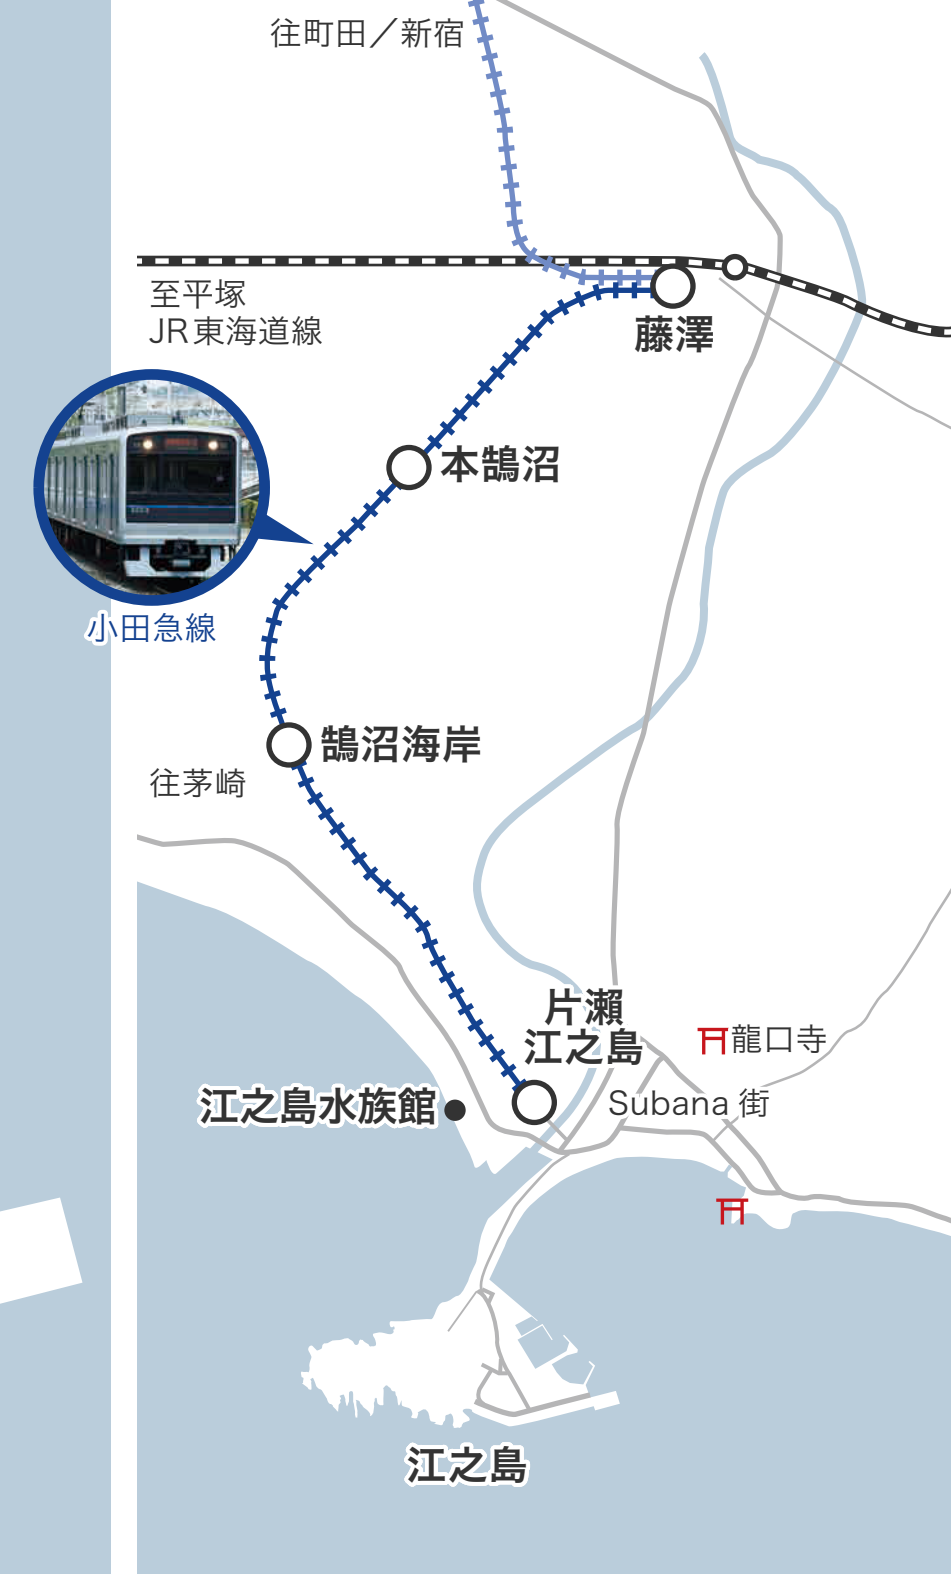 往町田／新宿
至平塚
JR東海道線
藤澤
本鵠沼
小田急線
鵠沼海岸
往茅崎
片瀨
江之島
龍口寺
江之島水族館
Subana 街
江之島